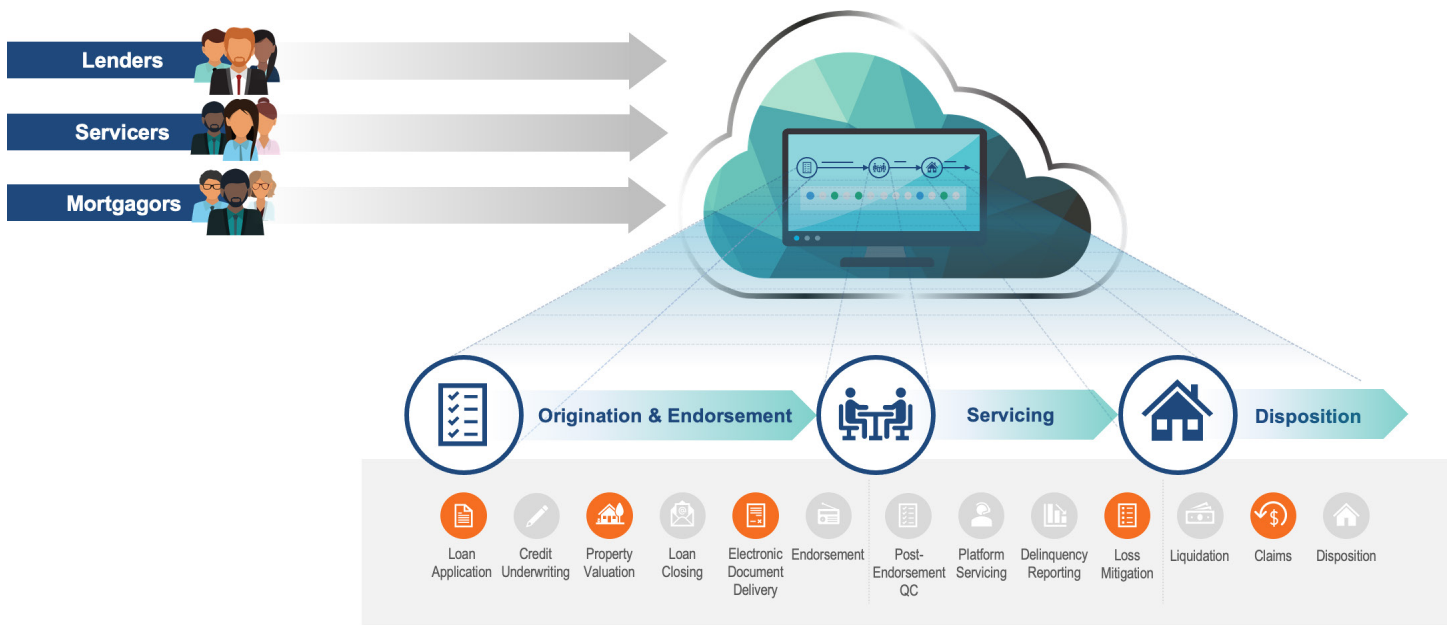 Lenders
Servicers
Mortgagors
Origination & Endorsement
Servicing
Disposition
Loan
Application
Credit
Underwriting
Property
Valuation
Loan
Closing
Electronic
Document
Delivery
Endorsement
Post-
Endorsement
QC
Platform
Servicing
Delinquency
Reporting
Loss
Mitigation
Liquidation
Claims
Disposition